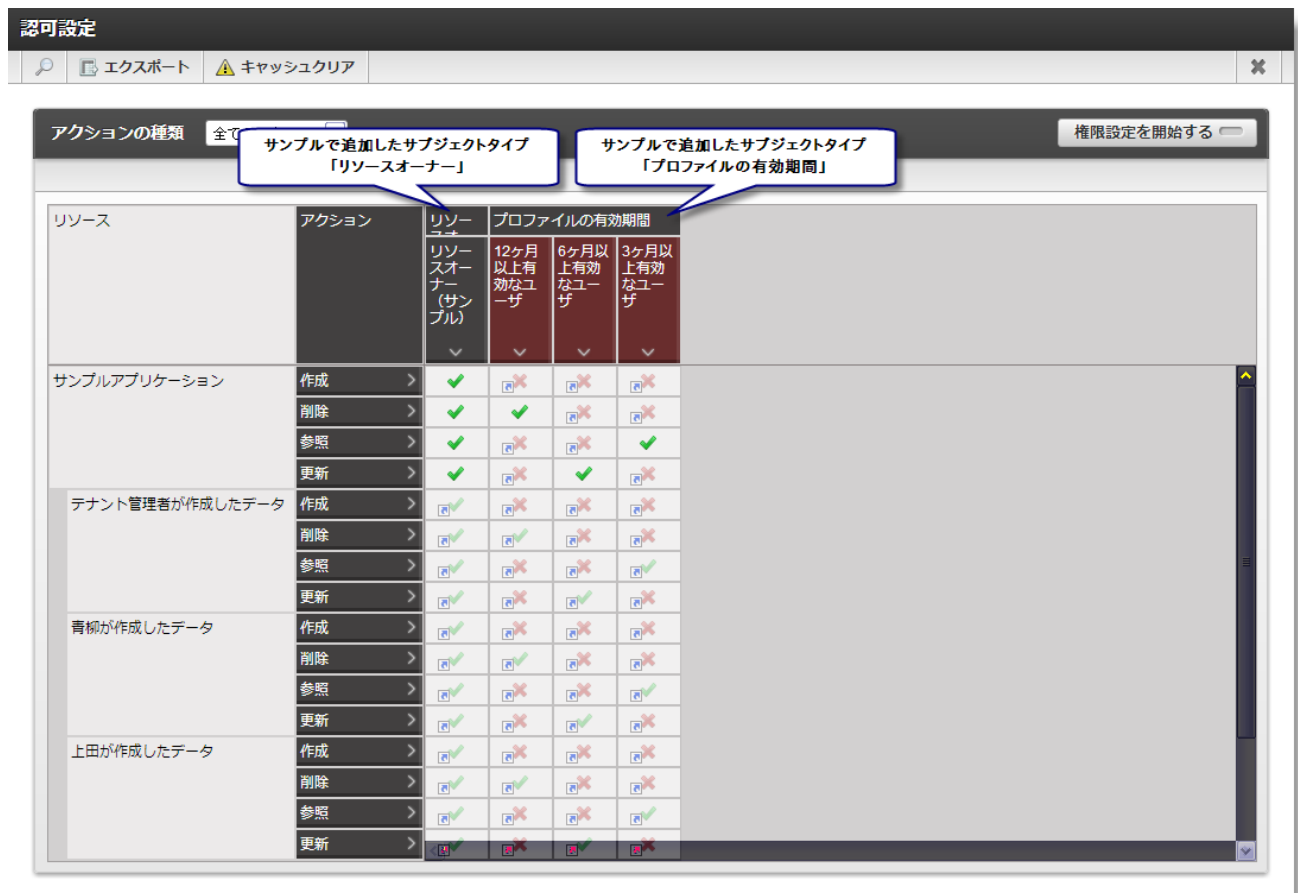 認可設定
エクスポート
キャッシュクリア
アクションの種類
全て
権限設定を開始する
サンプルで追加したサブジェクトタイプ
「リソースオーナー」
サンプルで追加したサブジェクトタイプ
「プロファイルの有効期間」
リソース
アクション
リソー
プロファイルの有効期間
リソー
スオー
ナー
(サン
プル)
12ヶ月
以上有
効なユ
ーザ
6ヶ月以
上有効
なユー
ザ
3ヶ月以
上有効
なユー
ザ
サンプルアプリケーション
作成
削除
参照
更新
テナント管理者が作成したデータ
作成
削除
参照
更新
青柳が作成したデータ
作成
削除
参照
更新
上田が作成したデータ
作成
削除
参照
更新